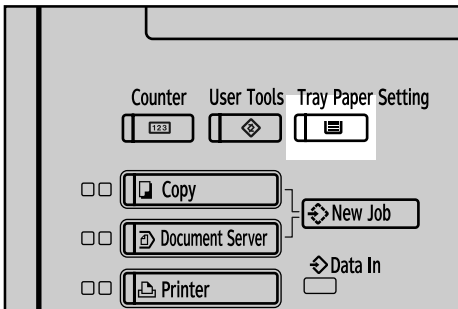 Counter User Tools Tray Paper Setting
123
Copy
New Job
Document Server
Data In
Printer